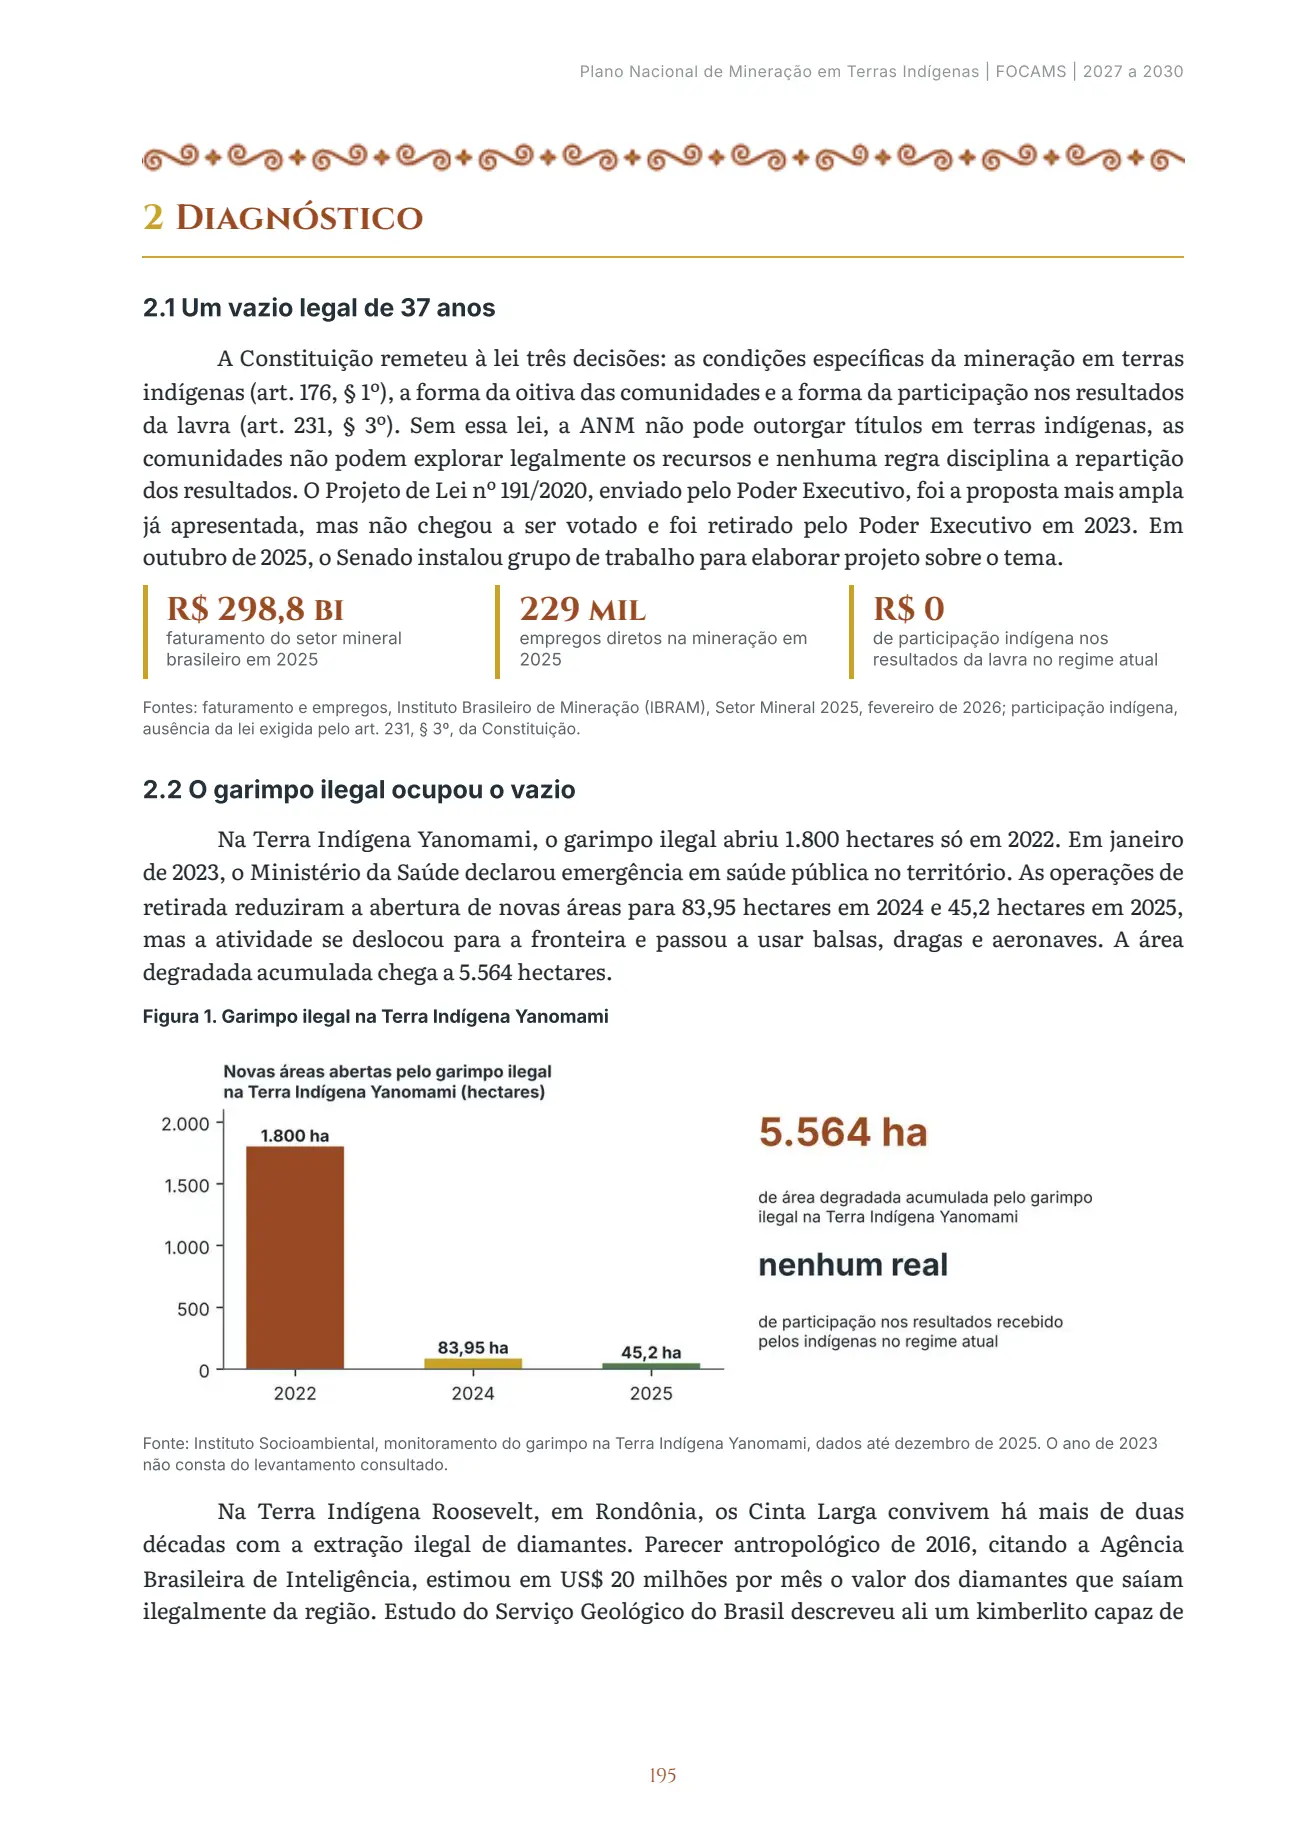 Plano Nacional de Mineração em Terras Indígenas | FOCAMS | 2027 a 2030
2 Diagnóstico
2.1 Um vazio legal de 37 anos
A Constituição remeteu à lei três decisões: as condições específicas da mineração em terras
indígenas (art. 176, § 1º), a forma da oitiva das comunidades e a forma da participação nos resultados
da lavra (art. 231, § 3º). Sem essa lei, a ANM não pode outorgar títulos em terras indígenas, as
comunidades não podem explorar legalmente os recursos e nenhuma regra disciplina a repartição
dos resultados. O Projeto de Lei nº 191/2020, enviado pelo Poder Executivo, foi a proposta mais ampla
já apresentada, mas não chegou a ser votado e foi retirado pelo Poder Executivo em 2023. Em
outubro de 2025, o Senado instalou grupo de trabalho para elaborar projeto sobre o tema.
R$ 298,8 bi
faturamento do setor mineral
brasileiro em 2025
229 mil
empregos diretos na mineração em
2025
R$ 0
de participação indígena nos
resultados da lavra no regime atual
Fontes: faturamento e empregos, Instituto Brasileiro de Mineração (IBRAM), Setor Mineral 2025, fevereiro de 2026; participação indígena,
ausência da lei exigida pelo art. 231, § 3º, da Constituição.
2.2 O garimpo ilegal ocupou o vazio
Na Terra Indígena Yanomami, o garimpo ilegal abriu 1.800 hectares só em 2022. Em janeiro
de 2023, o Ministério da Saúde declarou emergência em saúde pública no território. As operações de
retirada reduziram a abertura de novas áreas para 83,95 hectares em 2024 e 45,2 hectares em 2025,
mas a atividade se deslocou para a fronteira e passou a usar balsas, dragas e aeronaves. A área
degradada acumulada chega a 5.564 hectares.
Figura 1. Garimpo ilegal na Terra Indígena Yanomami
Novas áreas abertas pelo garimpo ilegal
na Terra Indígena Yanomami (hectares)
2.000
1.500
1.000
500
0
1.800 ha
83,95 ha
45,2 ha
2022
2024
2025
5.564 ha
de área degradada acumulada pelo garimpo
ilegal na Terra Indígena Yanomami
nenhum real
de participação nos resultados recebido
pelos indígenas no regime atual
Fonte: Instituto Socioambiental, monitoramento do garimpo na Terra Indígena Yanomami, dados até dezembro de 2025. O ano de 2023
não consta do levantamento consultado.
Na Terra Indígena Roosevelt, em Rondônia, os Cinta Larga convivem há mais de duas
décadas com a extração ilegal de diamantes. Parecer antropológico de 2016, citando a Agência
Brasileira de Inteligência, estimou em US$ 20 milhões por mês o valor dos diamantes que saíam
ilegalmente da região. Estudo do Serviço Geológico do Brasil descreveu ali um kimberlito capaz de
195